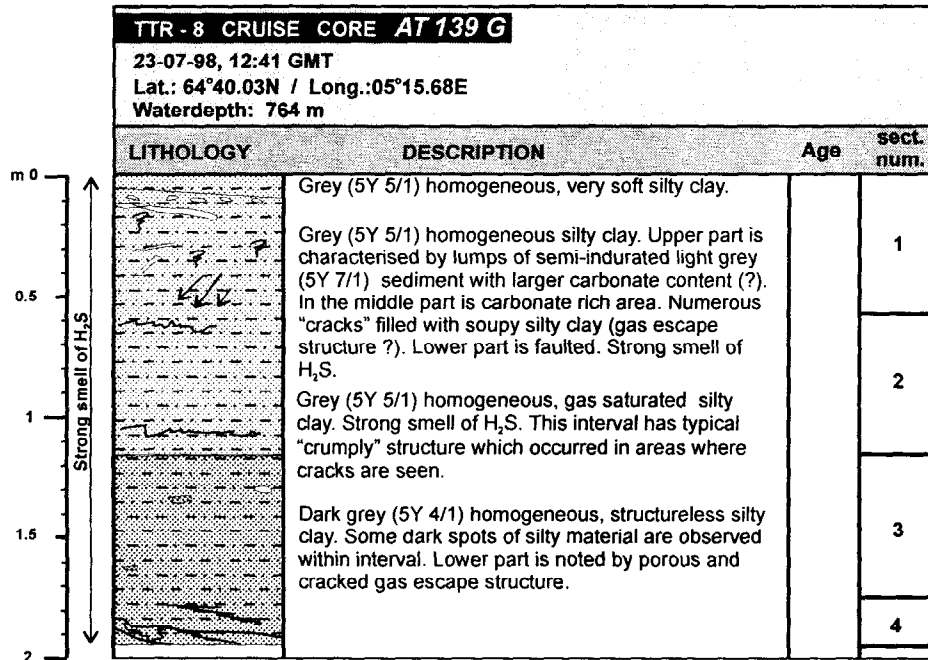 TTR - 8 CRUISE CORE AT 139 G
23-07-98, 12:41 GMT
Lat.: 64°40.03N / Long.:05°15.68E
Waterdepth: 764 m
LITHOLOGY
DESCRIPTION
Age
sect. num.
m 0
0.5
1
1.5
2
Strong smell of H₂S
Grey (5Y 5/1) homogeneous, very soft silty clay.
Grey (5Y 5/1) homogeneous silty clay. Upper part is
characterised by lumps of semi-indurated light grey
(5Y 7/1) sediment with larger carbonate content (?).
In the middle part is carbonate rich area. Numerous
"cracks" filled with soupy silty clay (gas escape
structure ?). Lower part is faulted. Strong smell of
H₂S.
Grey (5Y 5/1) homogeneous, gas saturated silty
clay. Strong smell of H₂S. This interval has typical
"crumply" structure which occurred in areas where
cracks are seen.
Dark grey (5Y 4/1) homogeneous, structureless silty
clay. Some dark spots of silty material are observed
within interval. Lower part is noted by porous and
cracked gas escape structure.
1
2
3
4